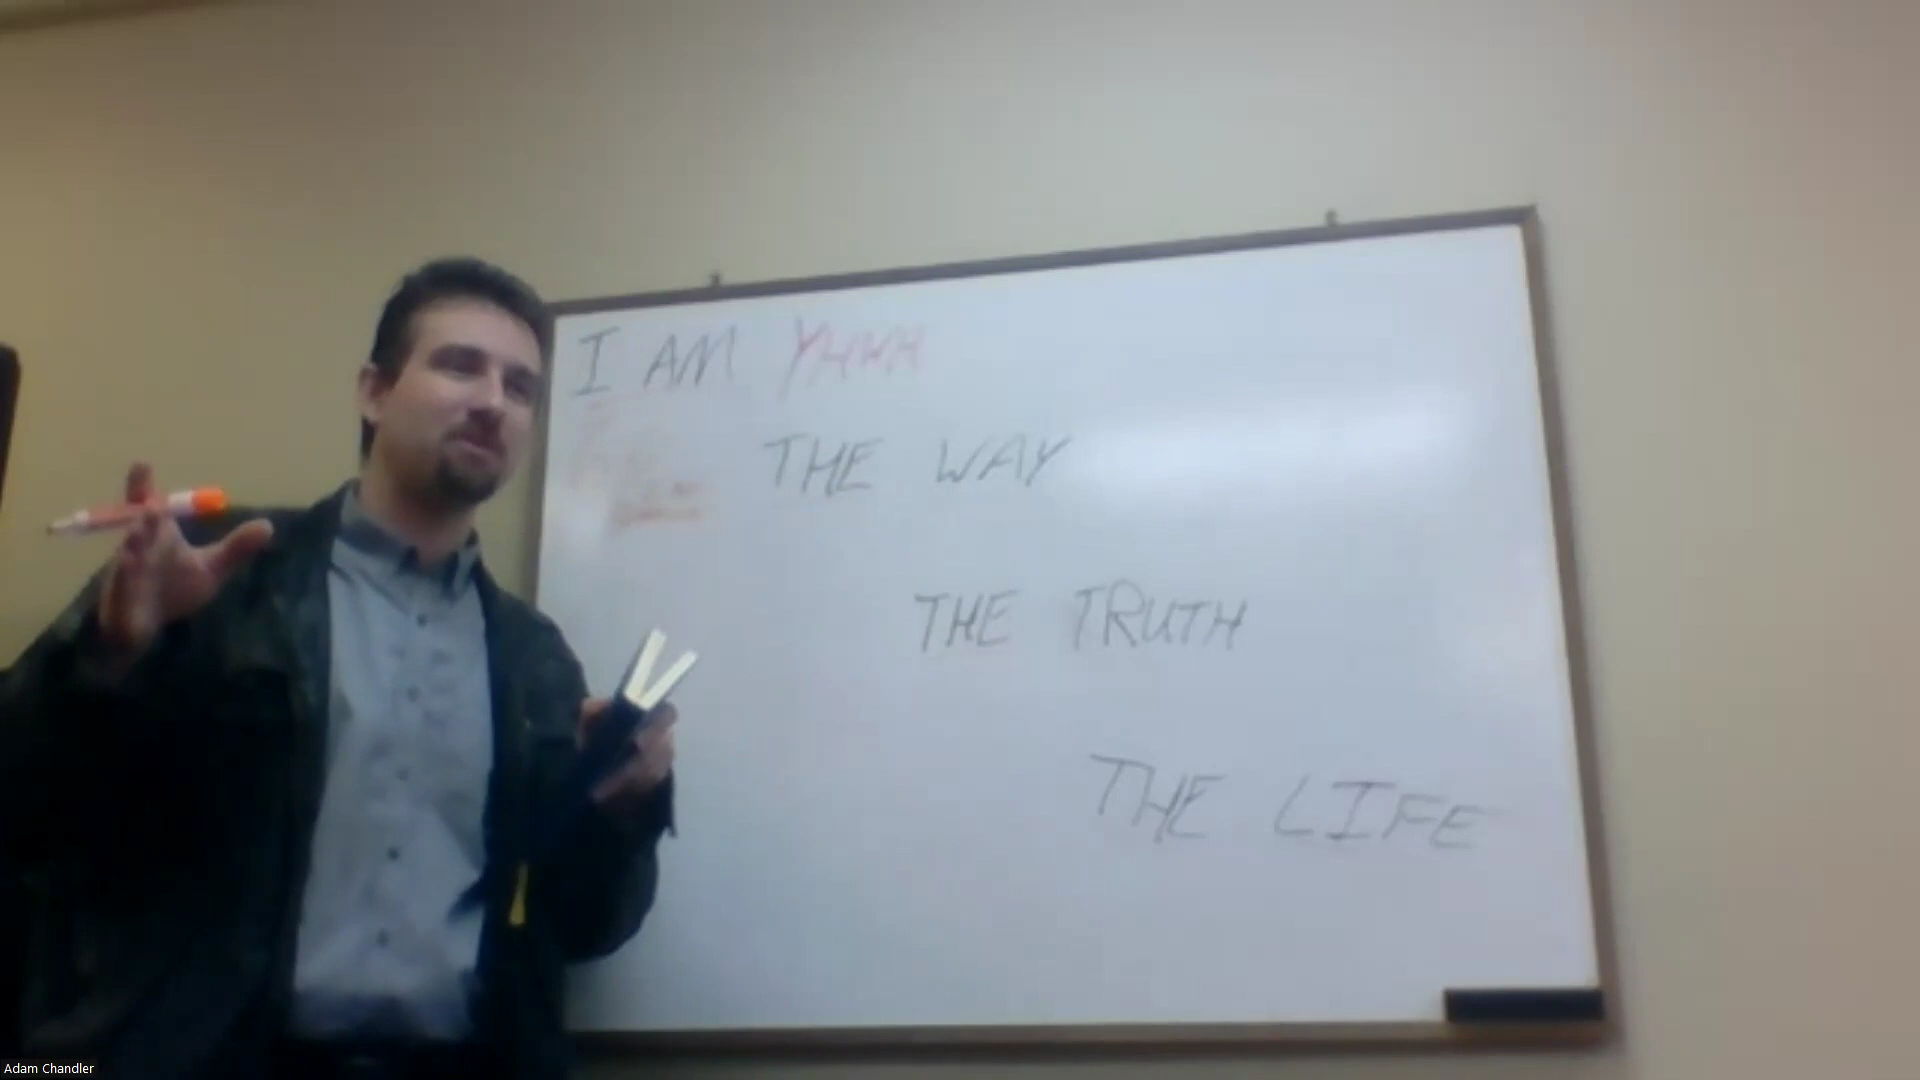 I AM YHWH
THE WAY
THE TRUTH
THE LIFE
Adam Chandler